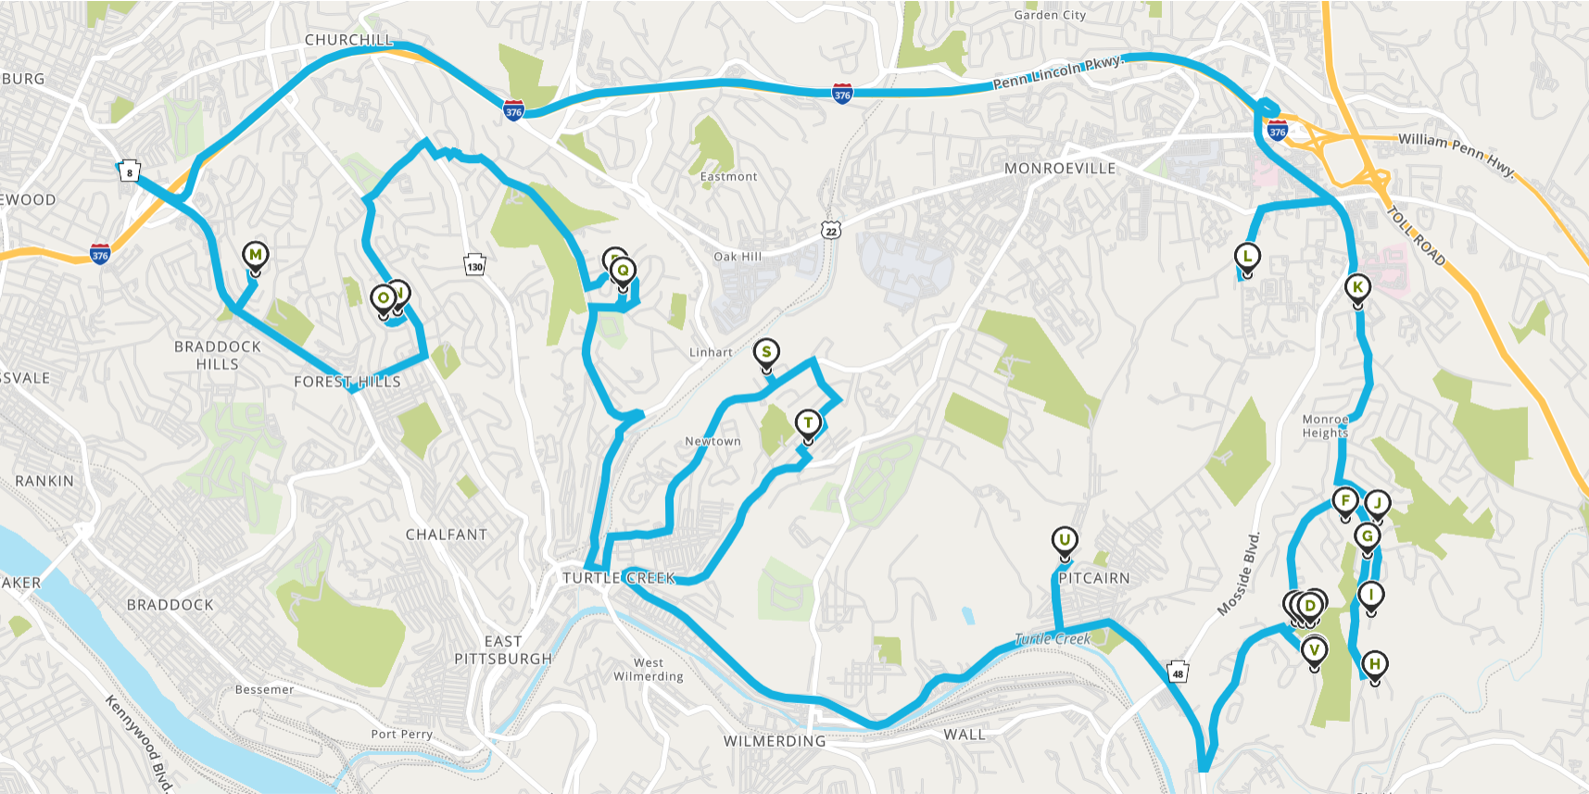 Garden City
CHURCHILL
BURG
Penn Lincoln Pkwy.
376
376
376
William Penn Hwy.
8
MONROEVILLE
Eastmont
EWOOD
TOLL ROAD
22
376
M
130
Oak Hill
Q
L
O
N
K
BRADDOCK
HILLS
Linhart
S
SSVALE
FOREST HILLS
T
Monroe
Heights
Newtown
RANKIN
F
J
CHALFANT
G
U
Mosside Blvd.
AKER
TURTLE CREEK
PITCAIRN
I
BRADDOCK
D
Turtle Creek
EAST
PITTSBURGH
V
West
Wilmerding
H
48
Bessemer
Kennywood Blvd.
Port Perry
WILMERDING
WALL